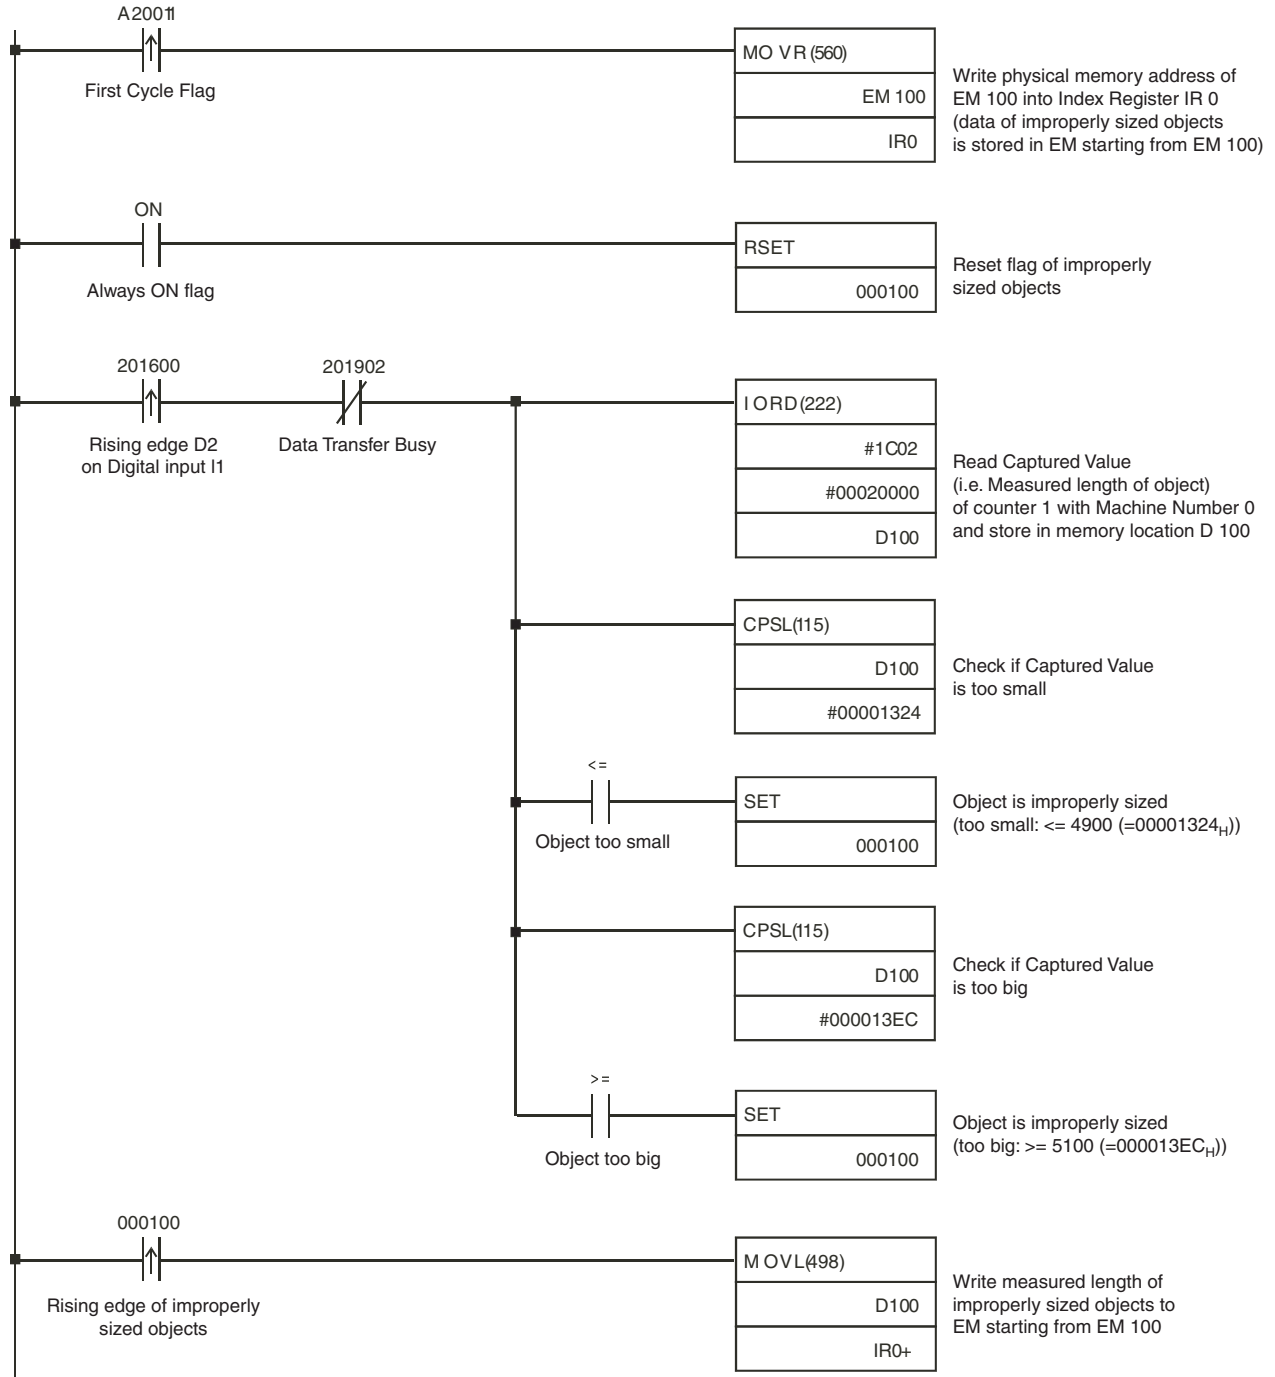 A20011
MO VR (560)
EM 100
IR0
First Cycle Flag
Write physical memory address of
EM 100 into Index Register IR 0
(data of improperly sized objects
is stored in EM starting from EM 100)
ON
RSET
000100
Always ON flag
Reset flag of improperly
sized objects
201600
201902
Rising edge D2
on Digital input I1
Data Transfer Busy
I ORD(222)
#1C02
#00020000
D100
Read Captured Value
(i.e. Measured length of object)
of counter 1 with Machine Number 0
and store in memory location D 100
CPSL(115)
D100
#00001324
Check if Captured Value
is too small
<=
Object too small
SET
000100
Object is improperly sized
(too small: <= 4900 (=00001324H))
CPSL(115)
D100
#000013EC
Check if Captured Value
is too big
>=
Object too big
SET
000100
Object is improperly sized
(too big: >= 5100 (=000013ECH))
000100
Rising edge of improperly
sized objects
M OVL(498)
D100
IR0+
Write measured length of
improperly sized objects to
EM starting from EM 100